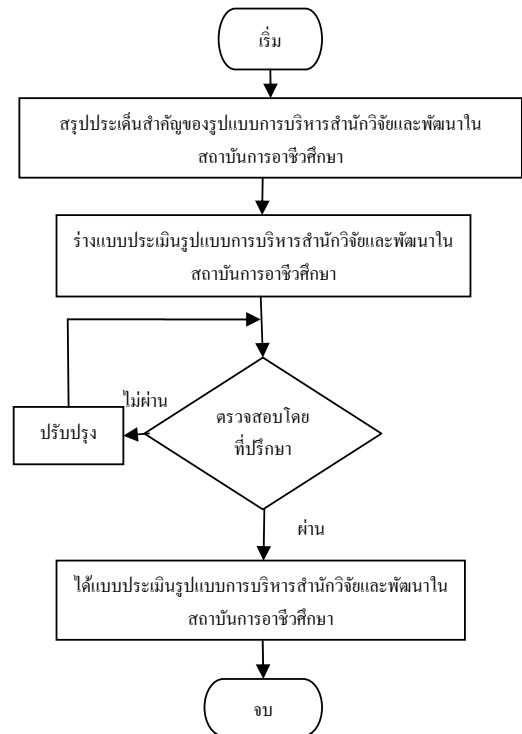 เริ่ม
สรุปประเด็นสำคัญของรูปแบบการบริหารสำนักวิจัยและพัฒนาใน
สถาบันการอาชีวศึกษา
ร่างแบบประเมินรูปแบบการบริหารสำนักวิจัยและพัฒนาใน
สถาบันการอาชีวศึกษา
ไม่ผ่าน
ปรับปรุง
ตรวจสอบโดย
ที่ปรึกษา
ผ่าน
ได้แบบประเมินรูปแบบการบริหารสำนักวิจัยและพัฒนาใน
สถาบันการอาชีวศึกษา
จบ